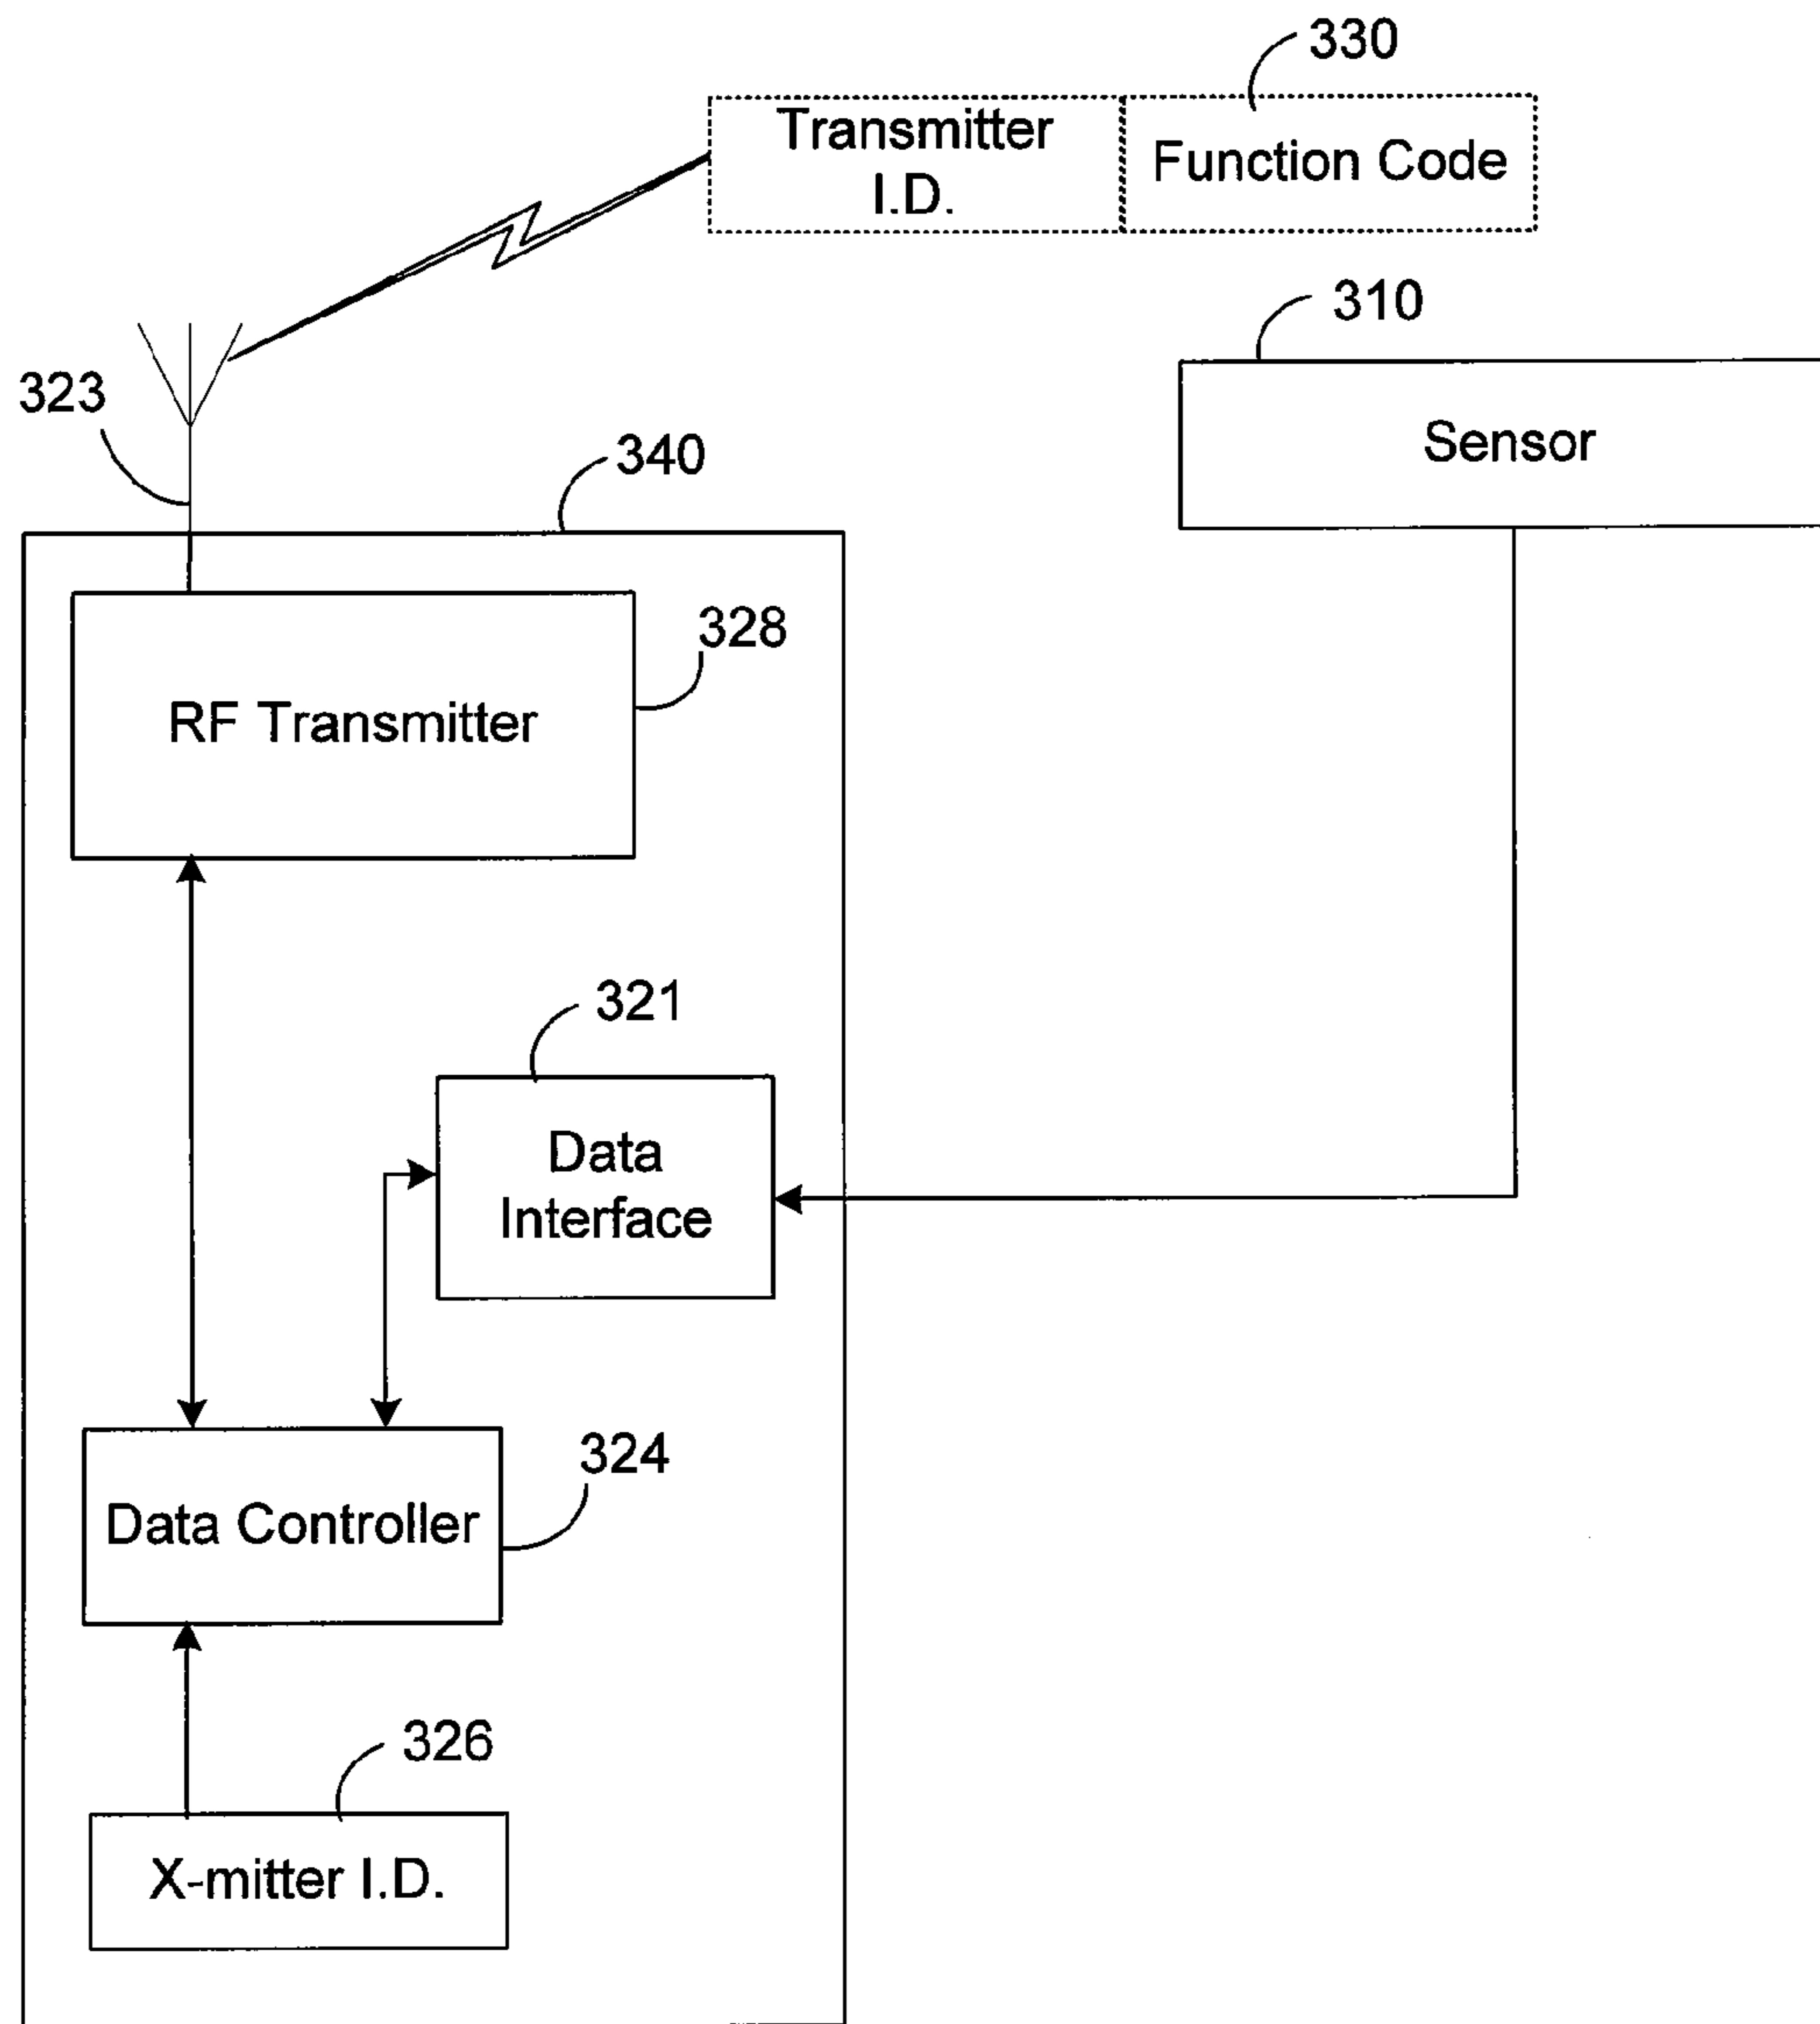 330
Transmitter
I.D.
Function Code
310
Sensor
323
340
328
RF Transmitter
321
Data
Interface
324
Data Controller
326
X-mitter I.D.